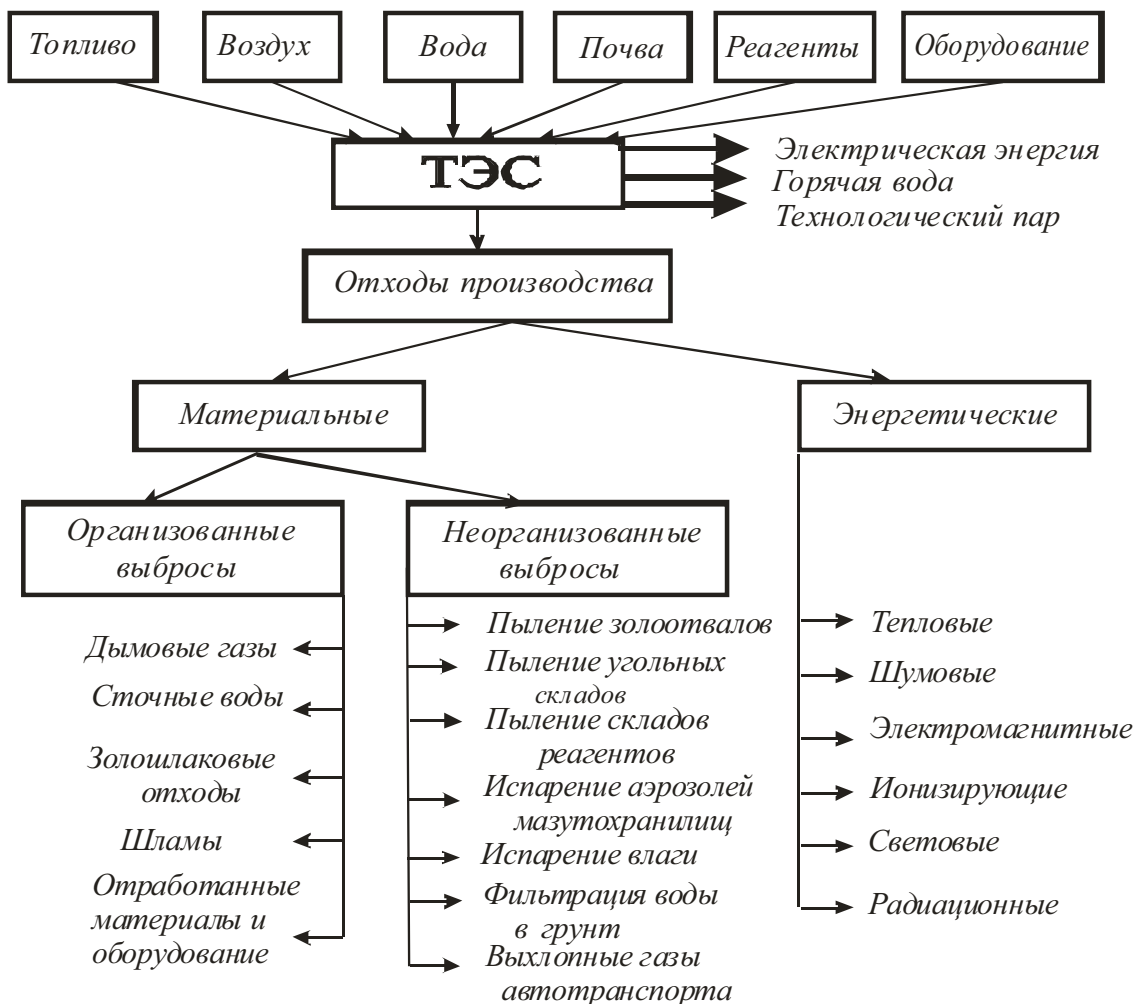 Топливо
Воздух
Вода
Почва
Реагенты
Оборудование
ТЭС
Электрическая энергия
Горячая вода
Технологический пар
Отходы производства
Материальные
Энергетические
Организованные
выбросы
Неорганизованные
выбросы
Дымовые газы
Сточные воды
Золошлаковые
отходы
Шламы
Отработанные
материалы и
оборудование
Пыление золоотвалов
Пыление угольных
складов
Пыление складов
реагентов
Испарение аэрозолей
мазутохранилищ
Испарение влаги
Фильтрация воды
в грунт
Выхлопные газы
автотранспорта
Тепловые
Шумовые
Электромагнитные
Ионизирующие
Световые
Радиационные